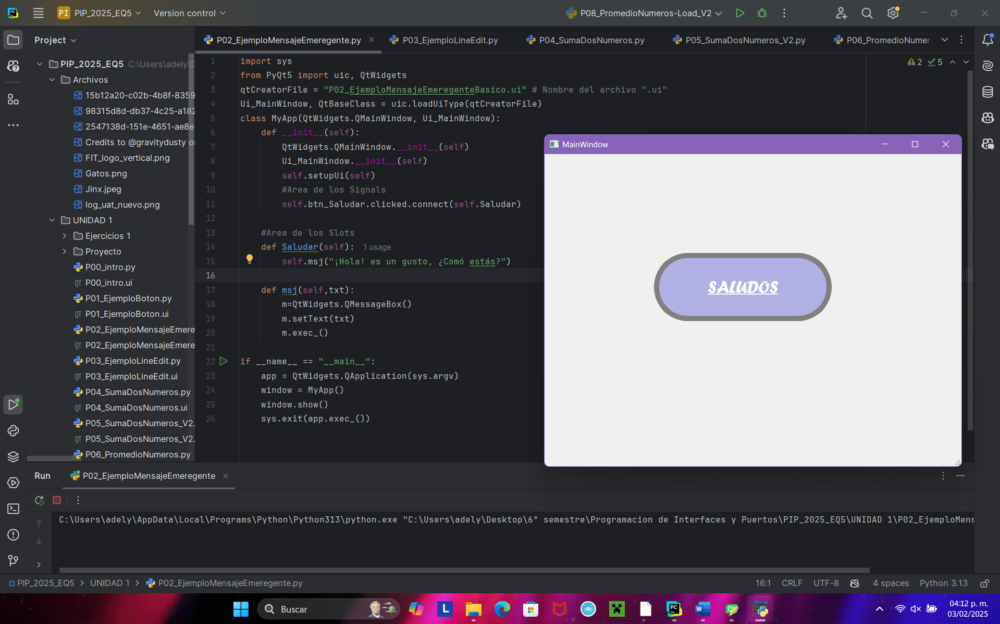 PIP_2025_EQ5 Version control P08_PromedioNumeros-Load_V2
Project
P02_EjemploMensajeEmeregente.py P03_EjemploLineEdit.py P04_SumaDosNumeros.py P05_SumaDosNumeros_V2.py P06_PromedioNumer
PIP_2025_EQ5 C:\Users\adely\D
Archivos
15b12a20-c02b-4b8f-8359
98315d8d-db37-4c25-a182
2547138d-151e-4651-ae8e
Credits to @gravitydusty o
FIT_logo_vertical.png
Gatos.png
Jinx.jpeg
log_uat_nuevo.png
UNIDAD 1
Ejercicios 1
Proyecto
P00_intro.py
P00_intro.ui
P01_EjemploBoton.py
P01_EjemploBoton.ui
P02_EjemploMensajeEmere
P02_EjemploMensajeEmere
P03_EjemploLineEdit.py
P03_EjemploLineEdit.ui
P04_SumaDosNumeros.py
P04_SumaDosNumeros.ui
P05_SumaDosNumeros_V2.
P05_SumaDosNumeros_V2.
P06_PromedioNumeros.py
2 5
1 import sys
2 from PyQt5 import uic, QtWidgets
3 qtCreatorFile = "P02_EjemploMensajeEmeregenteBasico.ui" # Nombre del archivo ".ui"
4 Ui_MainWindow, QtBaseClass = uic.loadUiType(qtCreatorFile)
5 class MyApp(QtWidgets.QMainWindow, Ui_MainWindow):
6 def __init__(self):
7 QtWidgets.QMainWindow.__init__(self)
8 Ui_MainWindow.__init__(self)
9 self.setupUi(self)
10 #Area de los Signals
11 self.btn_Saludar.clicked.connect(self.Saludar)
12
13 #Area de los Slots
14 def Saludar(self): 1 usage
15 self.msj("¡Hola! es un gusto, ¿Comó estás?")
16
17 def msj(self,txt):
18 m=QtWidgets.QMessageBox()
19 m.setText(txt)
20 m.exec_()
21
22 if __name__ == "__main__":
23 app = QtWidgets.QApplication(sys.argv)
24 window = MyApp()
25 window.show()
26 sys.exit(app.exec_())
MainWindow
SALUDOS
Run P02_EjemploMensajeEmeregente
C:\Users\adely\AppData\Local\Programs\Python\Python313\python.exe "C:\Users\adely\Desktop\6° semestre\Programacion de Interfaces y Puertos\PIP_2025_EQ5\UNIDAD 1\P02_EjemploMens
PIP_2025_EQ5 > UNIDAD 1 > P02_EjemploMensajeEmeregente.py 16:1 CRLF UTF-8 4 spaces Python 3.13
Buscar
04:12 p. m.
03/02/2025